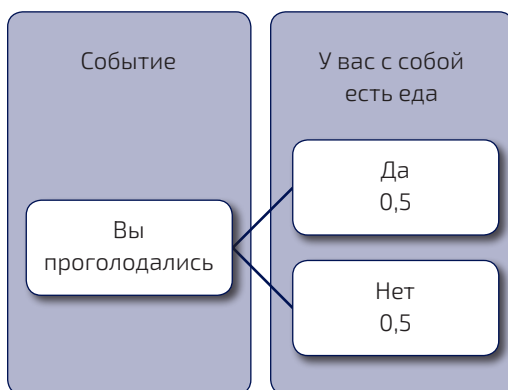 Событие
У вас с собой
есть еда
Вы
проголодались
Да
0,5
Нет
0,5